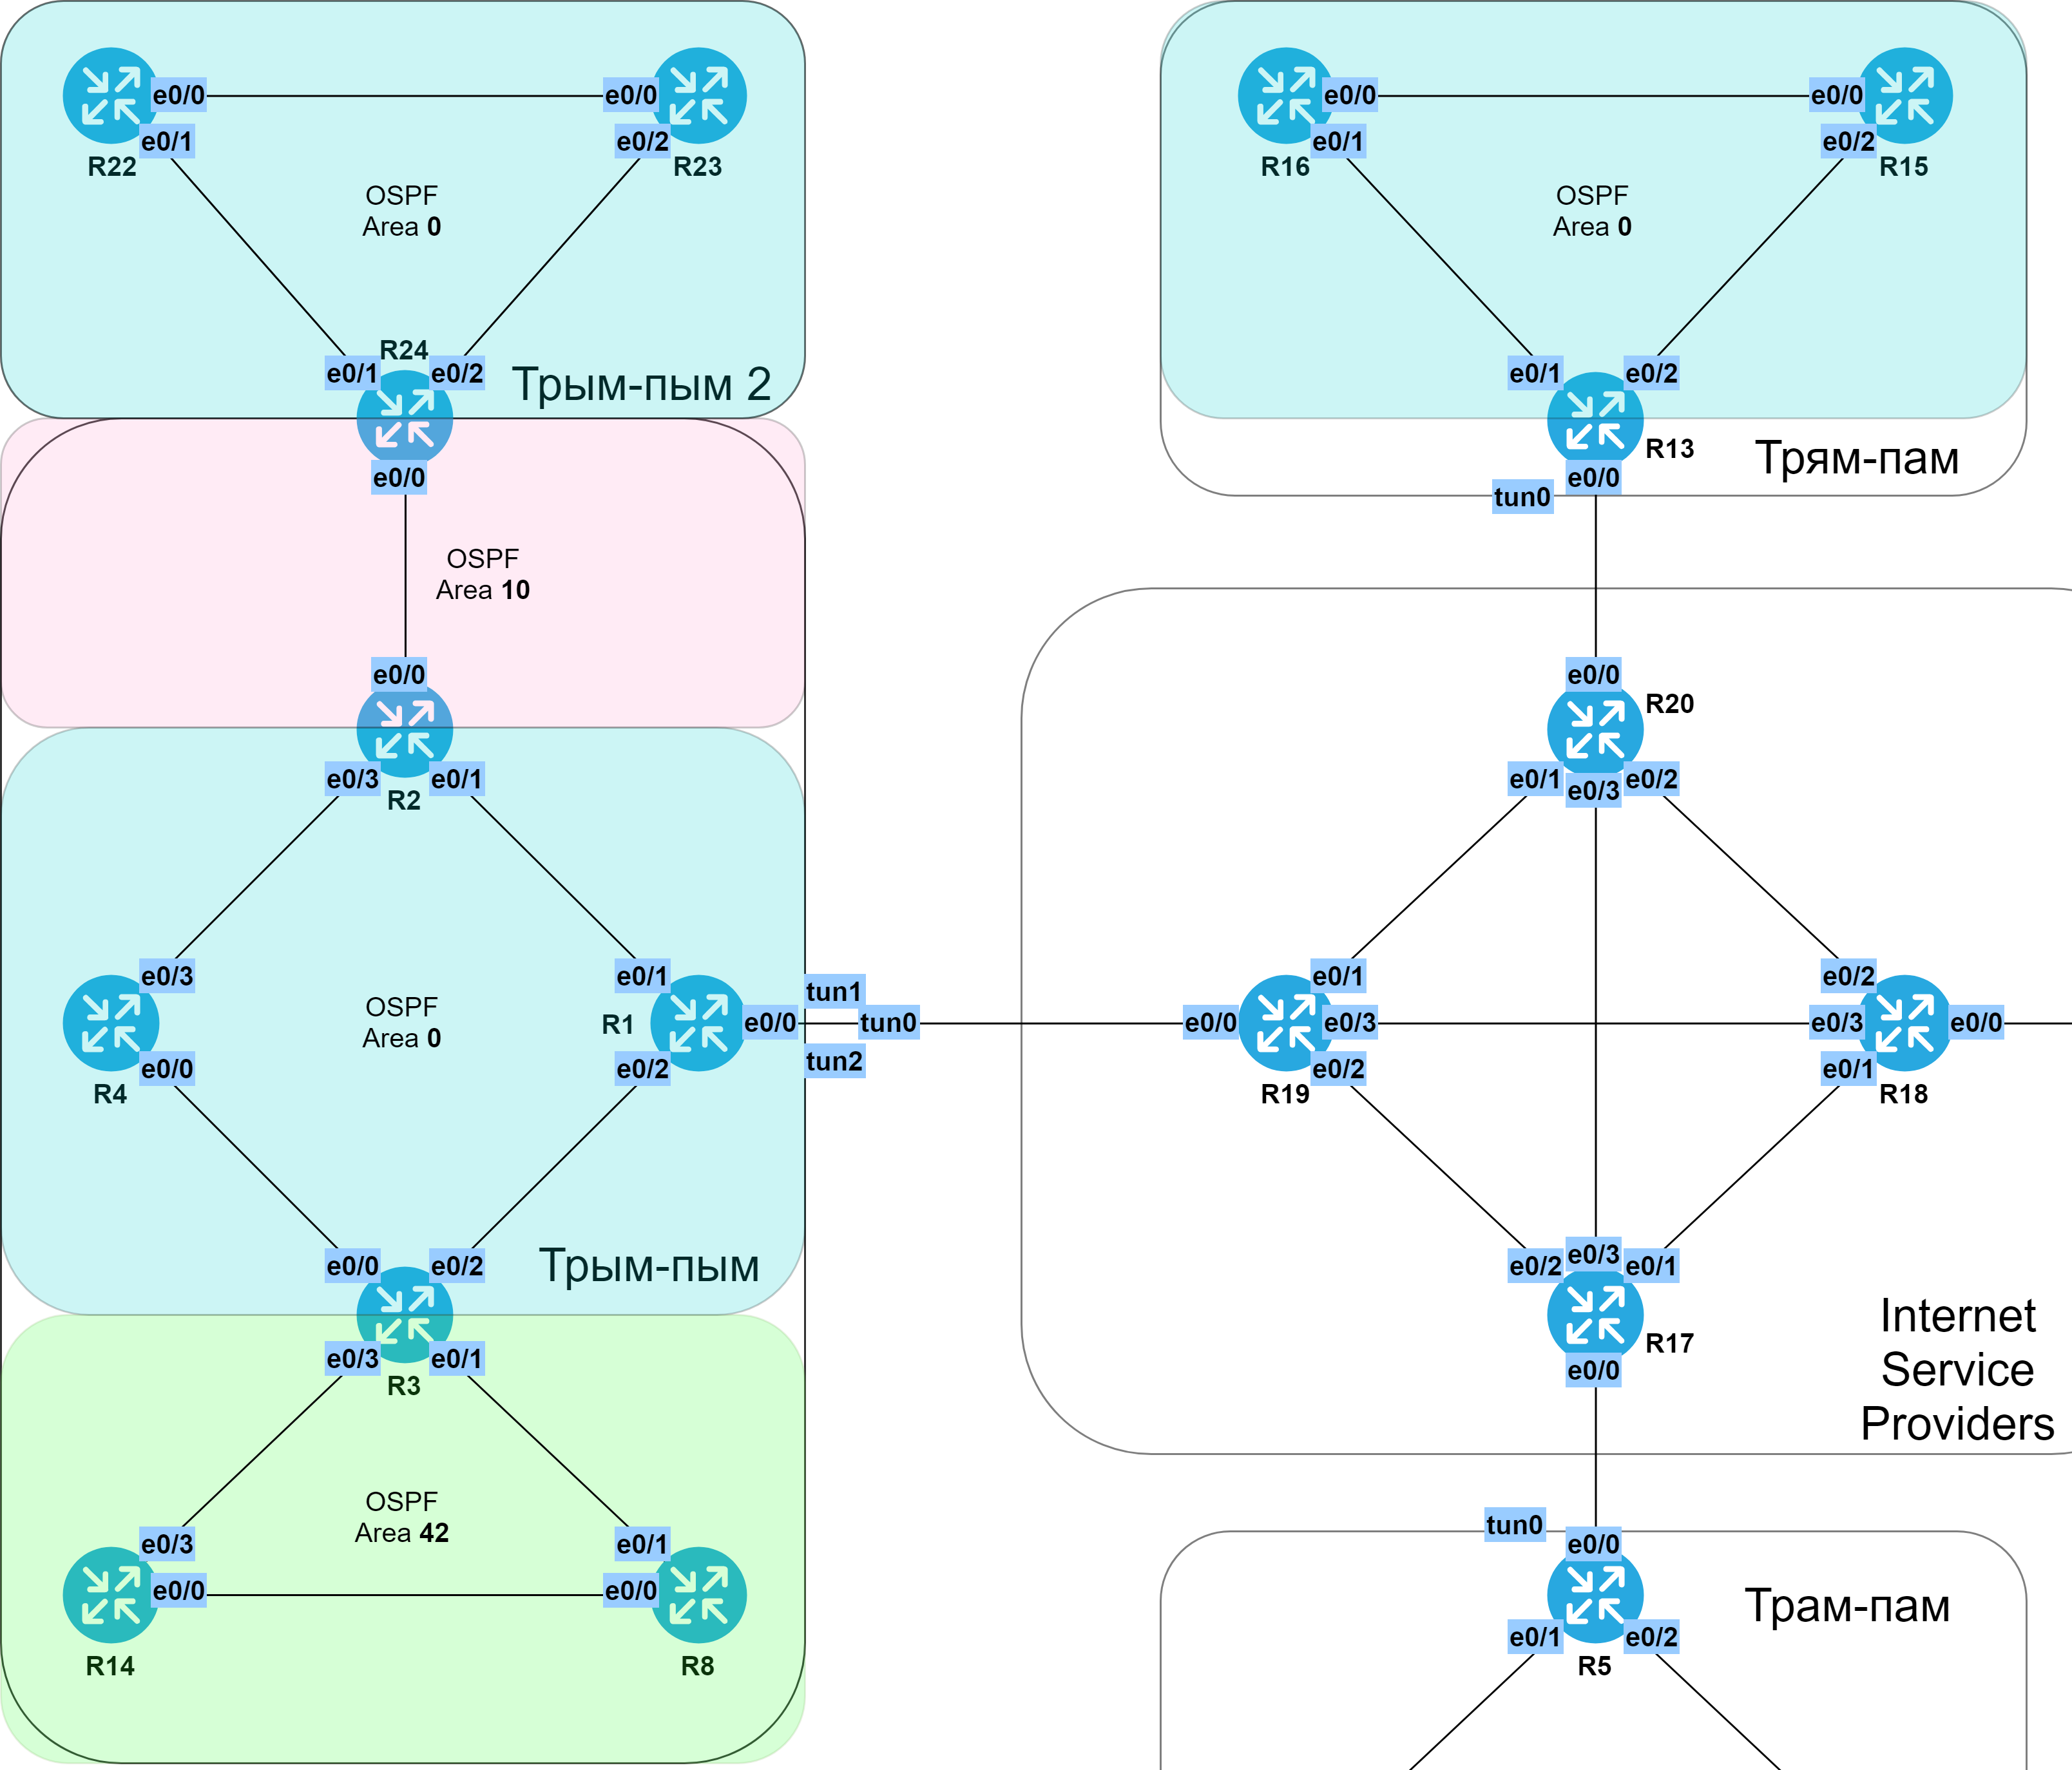 e0/0
e0/0
e0/1
e0/2
R22
R23
OSPF
Area 0
R24
e0/1
e0/2
Трым-пым 2
e0/0
OSPF
Area 10
e0/0
e0/3
e0/1
R2
e0/3
e0/1
OSPF
Area 0
R1
e0/0
tun1
tun0
tun2
e0/0
e0/2
R4
e0/0
e0/2
Трым-пым
e0/3
e0/1
R3
OSPF
Area 42
e0/3
e0/1
e0/0
e0/0
R14
R8
e0/0
e0/0
e0/1
e0/2
R16
R15
OSPF
Area 0
e0/1
e0/2
R13
Трям-пам
e0/0
tun0
e0/0
R20
e0/1
e0/3
e0/2
e0/1
e0/2
e0/0
e0/3
e0/3
e0/0
e0/2
e0/1
R19
R18
e0/2
e0/3
e0/1
R17
e0/0
Internet
Service
Providers
tun0
e0/0
Трам-пам
e0/1
e0/2
R5